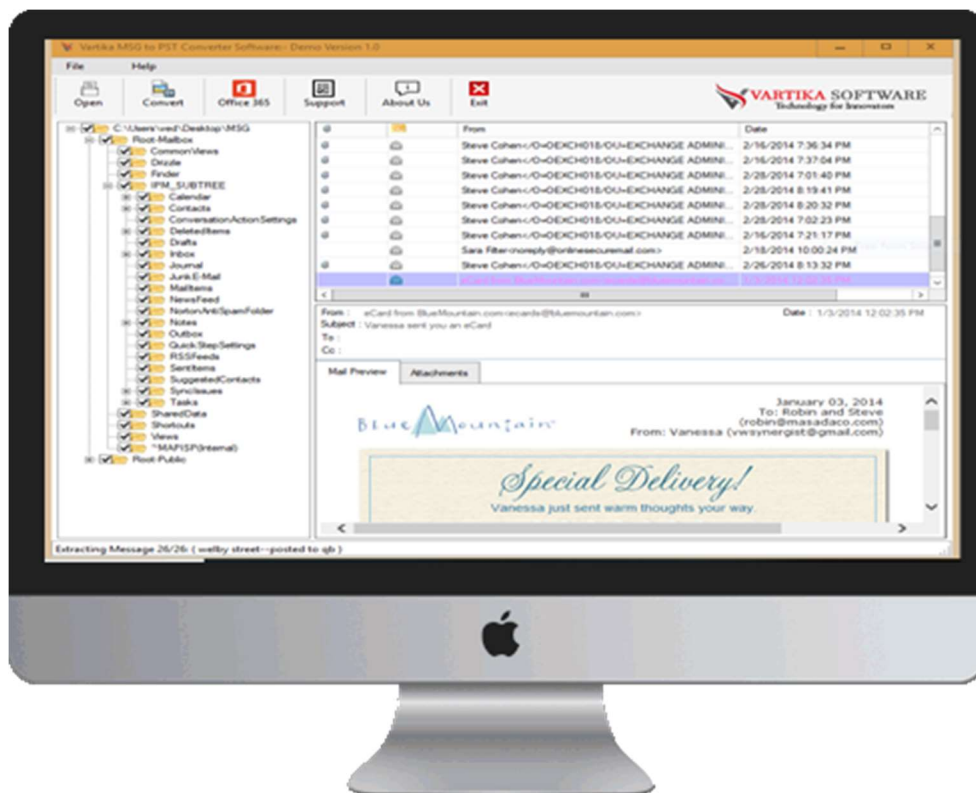 Vartika MSG to PST Converter Software - Demo Version 1.0
File Help
Open Convert Office 365 Support About Us Exit
VARTIKA SOFTWARE
Technology for Innovators
C:\Users\ved\Desktop\MSG
Root-Mailbox
CommonViews
Drizzle
Finder
IPM_SUBTREE
Calendar
Contacts
ConversationActionSettings
DeletedItems
Drafts
Inbox
Journal
JunkE-Mail
MailItems
NewsFeed
NortonAntiSpamFolder
Notes
Outbox
QuickStepSettings
RSSFeeds
SentItems
SuggestedContacts
SyncIssues
Tasks
SharedData
Shortcuts
Views
~MAPISP(Internal)
Root-Public
From Date
Steve Cohen</O=OEXCH018/OU=EXCHANGE ADMINI... 2/16/2014 7:36:34 PM
Steve Cohen</O=OEXCH018/OU=EXCHANGE ADMINI... 2/16/2014 7:37:04 PM
Steve Cohen</O=OEXCH018/OU=EXCHANGE ADMINI... 2/28/2014 7:01:40 PM
Steve Cohen</O=OEXCH018/OU=EXCHANGE ADMINI... 2/28/2014 8:19:41 PM
Steve Cohen</O=OEXCH018/OU=EXCHANGE ADMINI... 2/28/2014 8:20:32 PM
Steve Cohen</O=OEXCH018/OU=EXCHANGE ADMINI... 2/28/2014 7:02:23 PM
Steve Cohen</O=OEXCH018/OU=EXCHANGE ADMINI... 2/16/2014 7:21:17 PM
Sara Fitter<noreply@onlinesecuremail.com> 2/18/2014 10:00:24 PM
Steve Cohen</O=OEXCH018/OU=EXCHANGE ADMINI... 2/26/2014 8:13:32 PM
From : eCard from BlueMountain.com<ecards@bluemountain.com> Date : 1/3/2014 12:02:35 PM
Subject : Vanessa sent you an eCard
To :
Cc :
Mail Preview Attachments
Blue Mountain
January 03, 2014
To: Robin and Steve
(robin@masadaco.com)
From: Vanessa (vwsynergist@gmail.com)
Special Delivery!
Vanessa just sent warm thoughts your way.
Extracting Message 26/26 ( welby street--posted to qb )